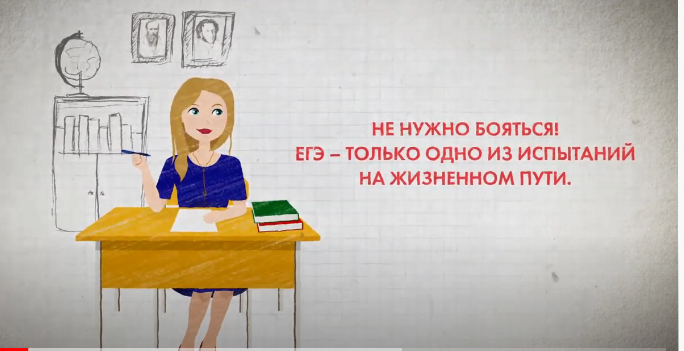 НЕ НУЖНО БОЯТЬСЯ!
ЕГЭ – ТОЛЬКО ОДНО ИЗ ИСПЫТАНИЙ
НА ЖИЗНЕННОМ ПУТИ.